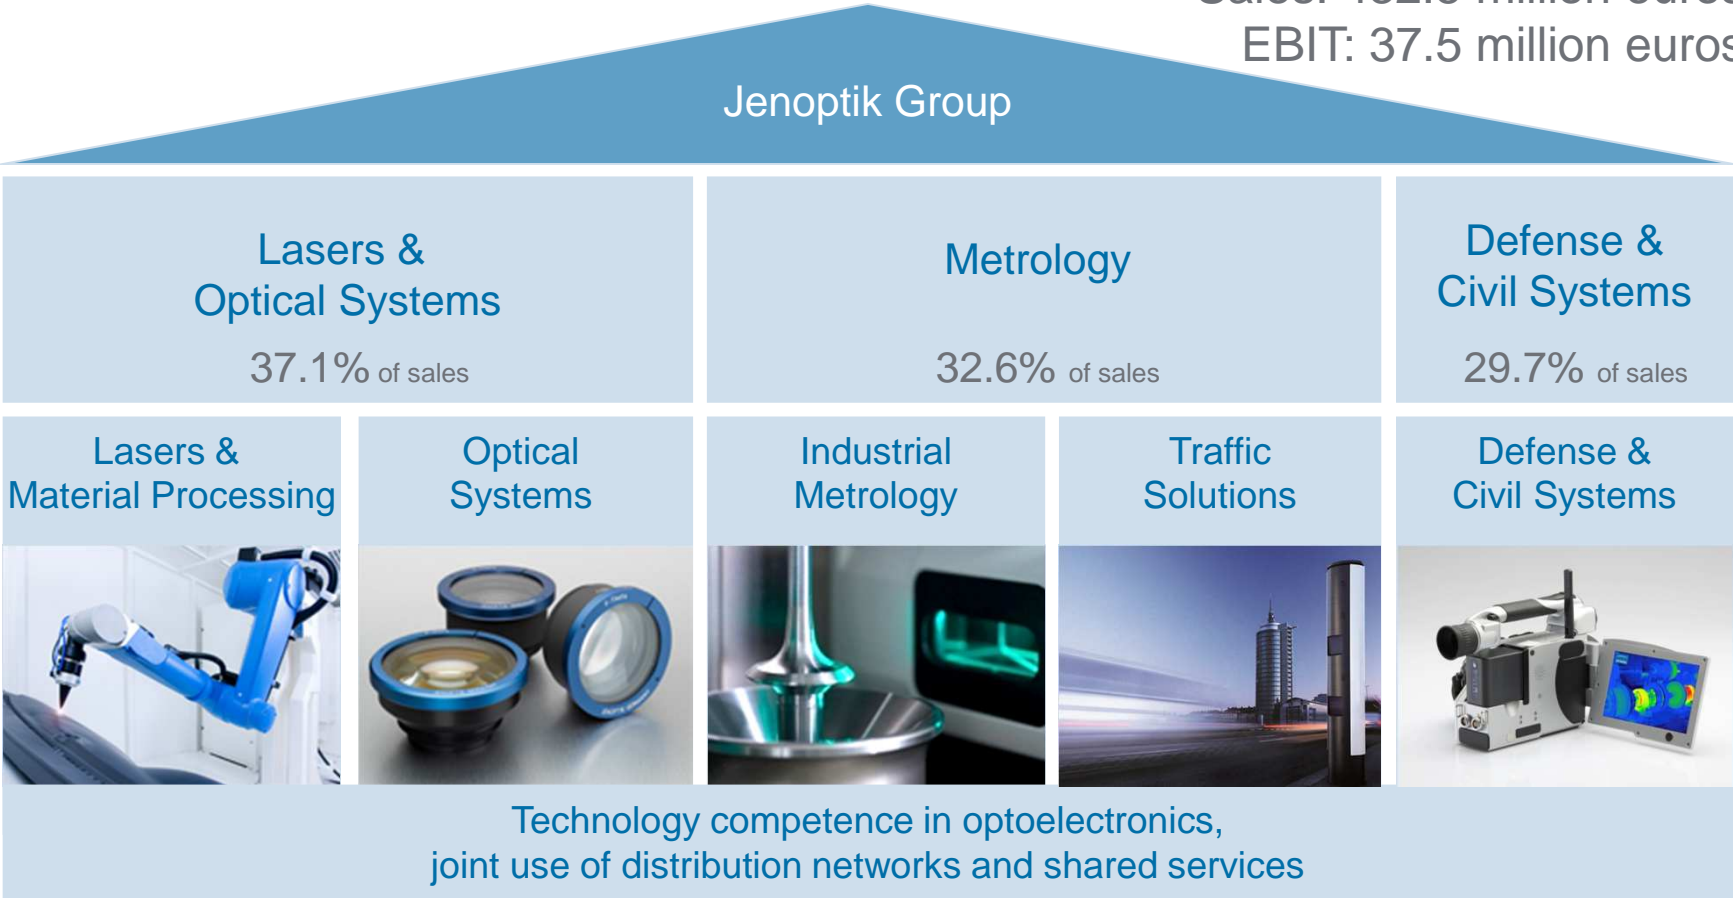 EBIT: 37.5 million euros
Jenoptik Group
Lasers &
Optical Systems
37.1% of sales
Metrology
32.6% of sales
Defense &
Civil Systems
29.7% of sales
Lasers &
Material Processing
Optical
Systems
Industrial
Metrology
Traffic
Solutions
Defense &
Civil Systems
Technology competence in optoelectronics,
joint use of distribution networks and shared services